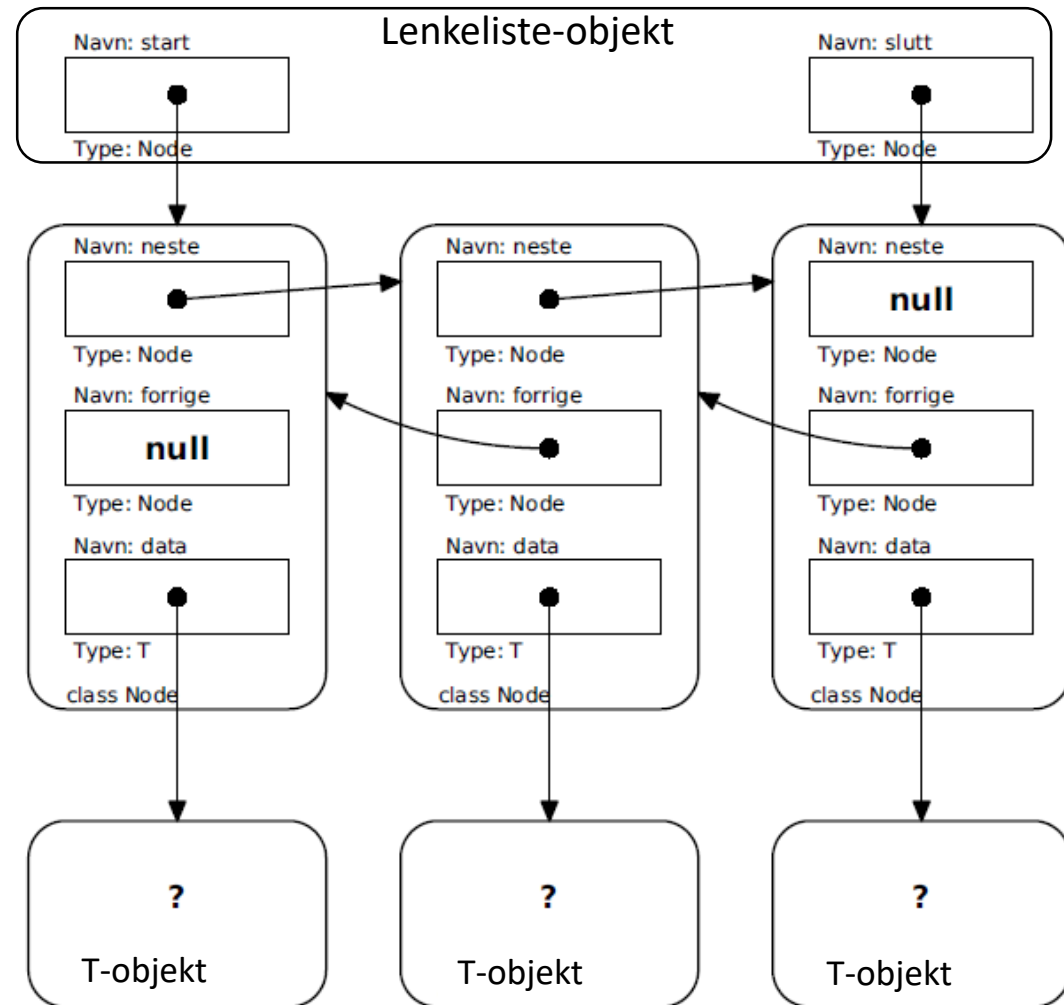 Lenkeliste-objekt
Navn: start
Navn: slutt
Type: Node
Type: Node
Navn: neste
Navn: neste
Navn: neste
null
Type: Node
Type: Node
Type: Node
Navn: forrige
Navn: forrige
Navn: forrige
null
Type: Node
Type: Node
Type: Node
Navn: data
Navn: data
Navn: data
Type: T
Type: T
Type: T
class Node
class Node
class Node
?
?
?
T-objekt
T-objekt
T-objekt